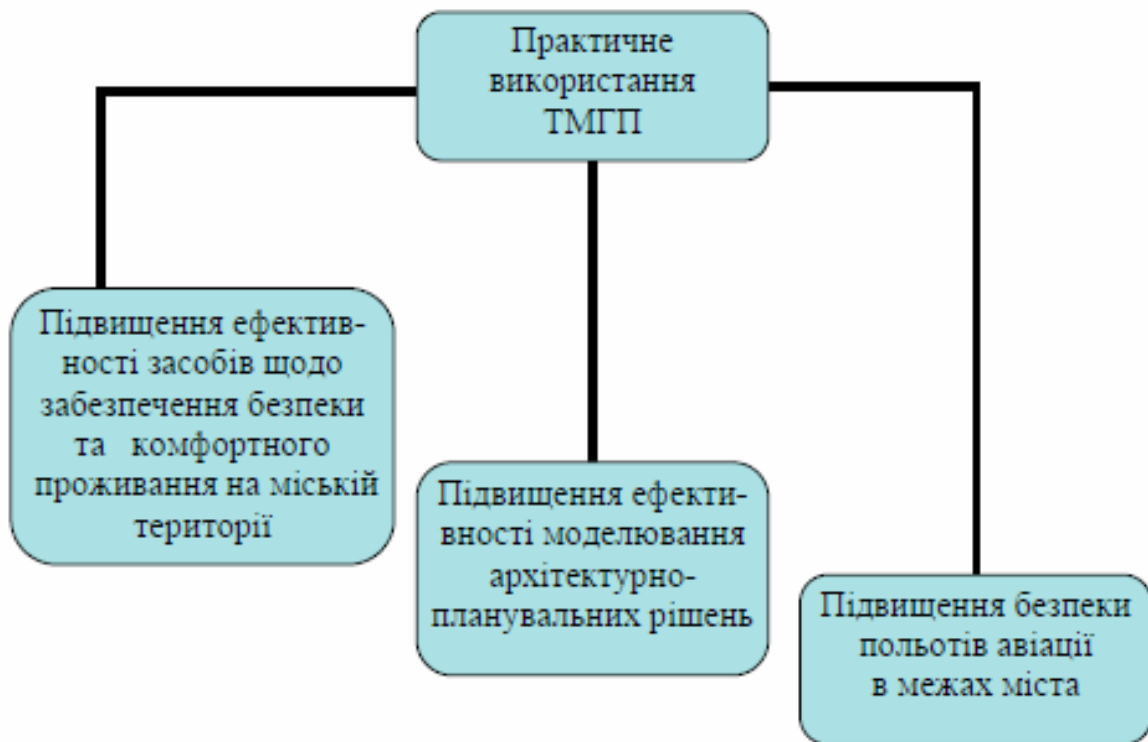 Практичне
використання
ТМГП
Підвищення ефектив-
ності засобів щодо
забезпечення безпеки
та комфортного
проживання на міській
території
Підвищення ефекти-
вності моделювання
архітектурно-
планувальних рішень
Підвищення безпеки
польотів авіації
в межах міста